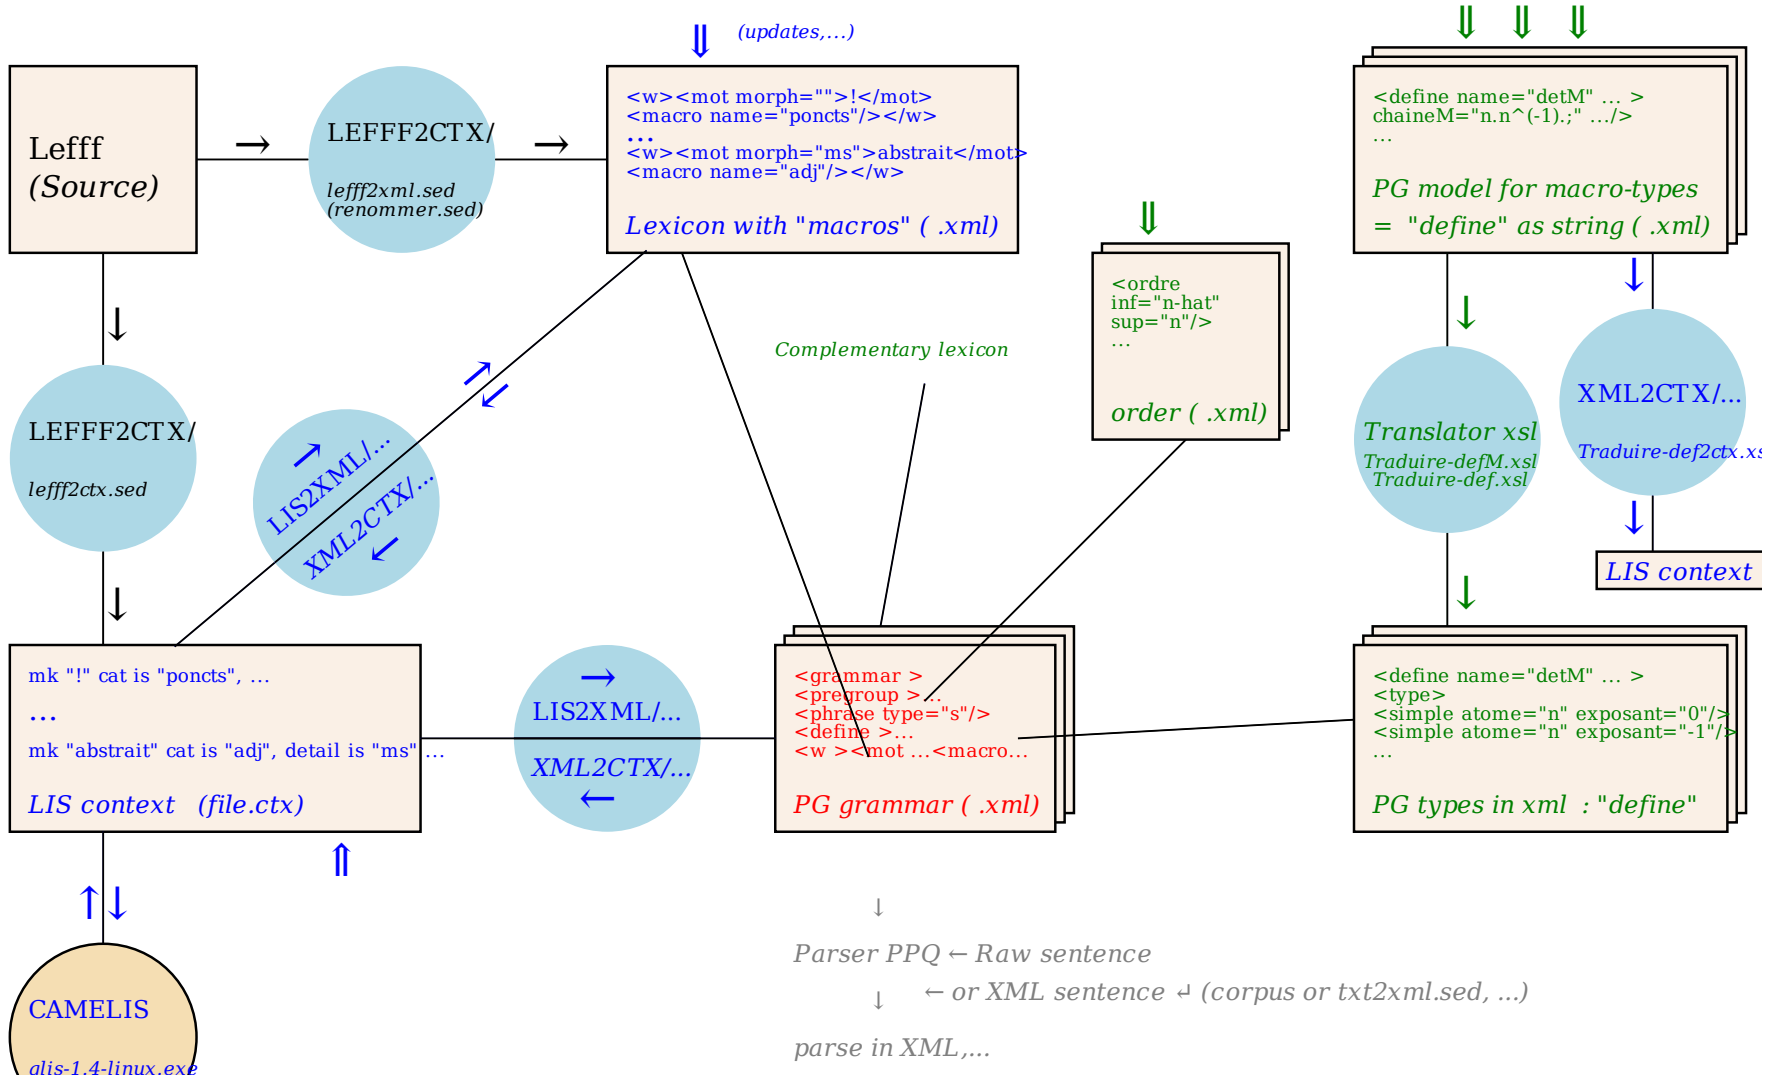 (updates,...)
Lefff
(Source)
LEFFF2CTX/
lefff2xml.sed
(renommer.sed)
<w><mot morph="">!</mot>
<macro name="poncts"/></w>
...
<w><mot morph="ms">abstrait</mot>
<macro name="adj"/></w>
Lexicon with "macros" ( .xml)
<define name="detM" ... >
chaineM="n.n^(-1).;" .../>
...
PG model for macro-types
= "define" as string ( .xml)
<ordre
inf="n-hat"
sup="n"/>
...
order ( .xml)
Complementary lexicon
LEFFF2CTX/
lefff2ctx.sed
LIS2XML/...
XML2CTX/...
Translator xsl
Traduire-defM.xsl
Traduire-def.xsl
XML2CTX/...
Traduire-def2ctx.xs
LIS context
mk "!" cat is "poncts", ...
...
mk "abstrait" cat is "adj", detail is "ms" ...
LIS context (file.ctx)
LIS2XML/...
XML2CTX/...
<grammar >
<pregroup >...
<phrase type="s"/>
<define >...
<w ><mot ...<macro...
PG grammar ( .xml)
<define name="detM" ... >
<type>
<simple atome="n" exposant="0"/>
<simple atome="n" exposant="-1"/>
...
PG types in xml : "define"
CAMELIS
glis-1.4-linux.exe
↓
Parser PPQ ← Raw sentence
↓ ← or XML sentence ↵ (corpus or txt2xml.sed, ...)
parse in XML,...